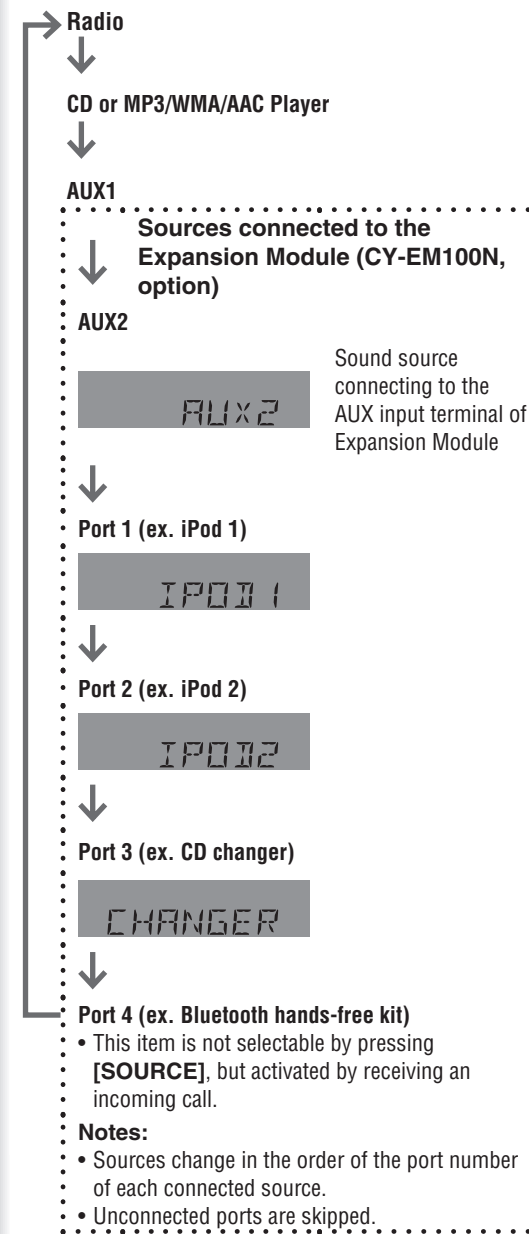 Radio
CD or MP3/WMA/AAC Player
AUX1
Sources connected to the
Expansion Module (CY-EM100N,
option)
AUX2
AUX2
Sound source
connecting to the
AUX input terminal of
Expansion Module
Port 1 (ex. iPod 1)
IPOD1
Port 2 (ex. iPod 2)
IPOD2
Port 3 (ex. CD changer)
CHANGER
Port 4 (ex. Bluetooth hands-free kit)
• This item is not selectable by pressing
[SOURCE], but activated by receiving an
incoming call.
Notes:
• Sources change in the order of the port number
of each connected source.
• Unconnected ports are skipped.